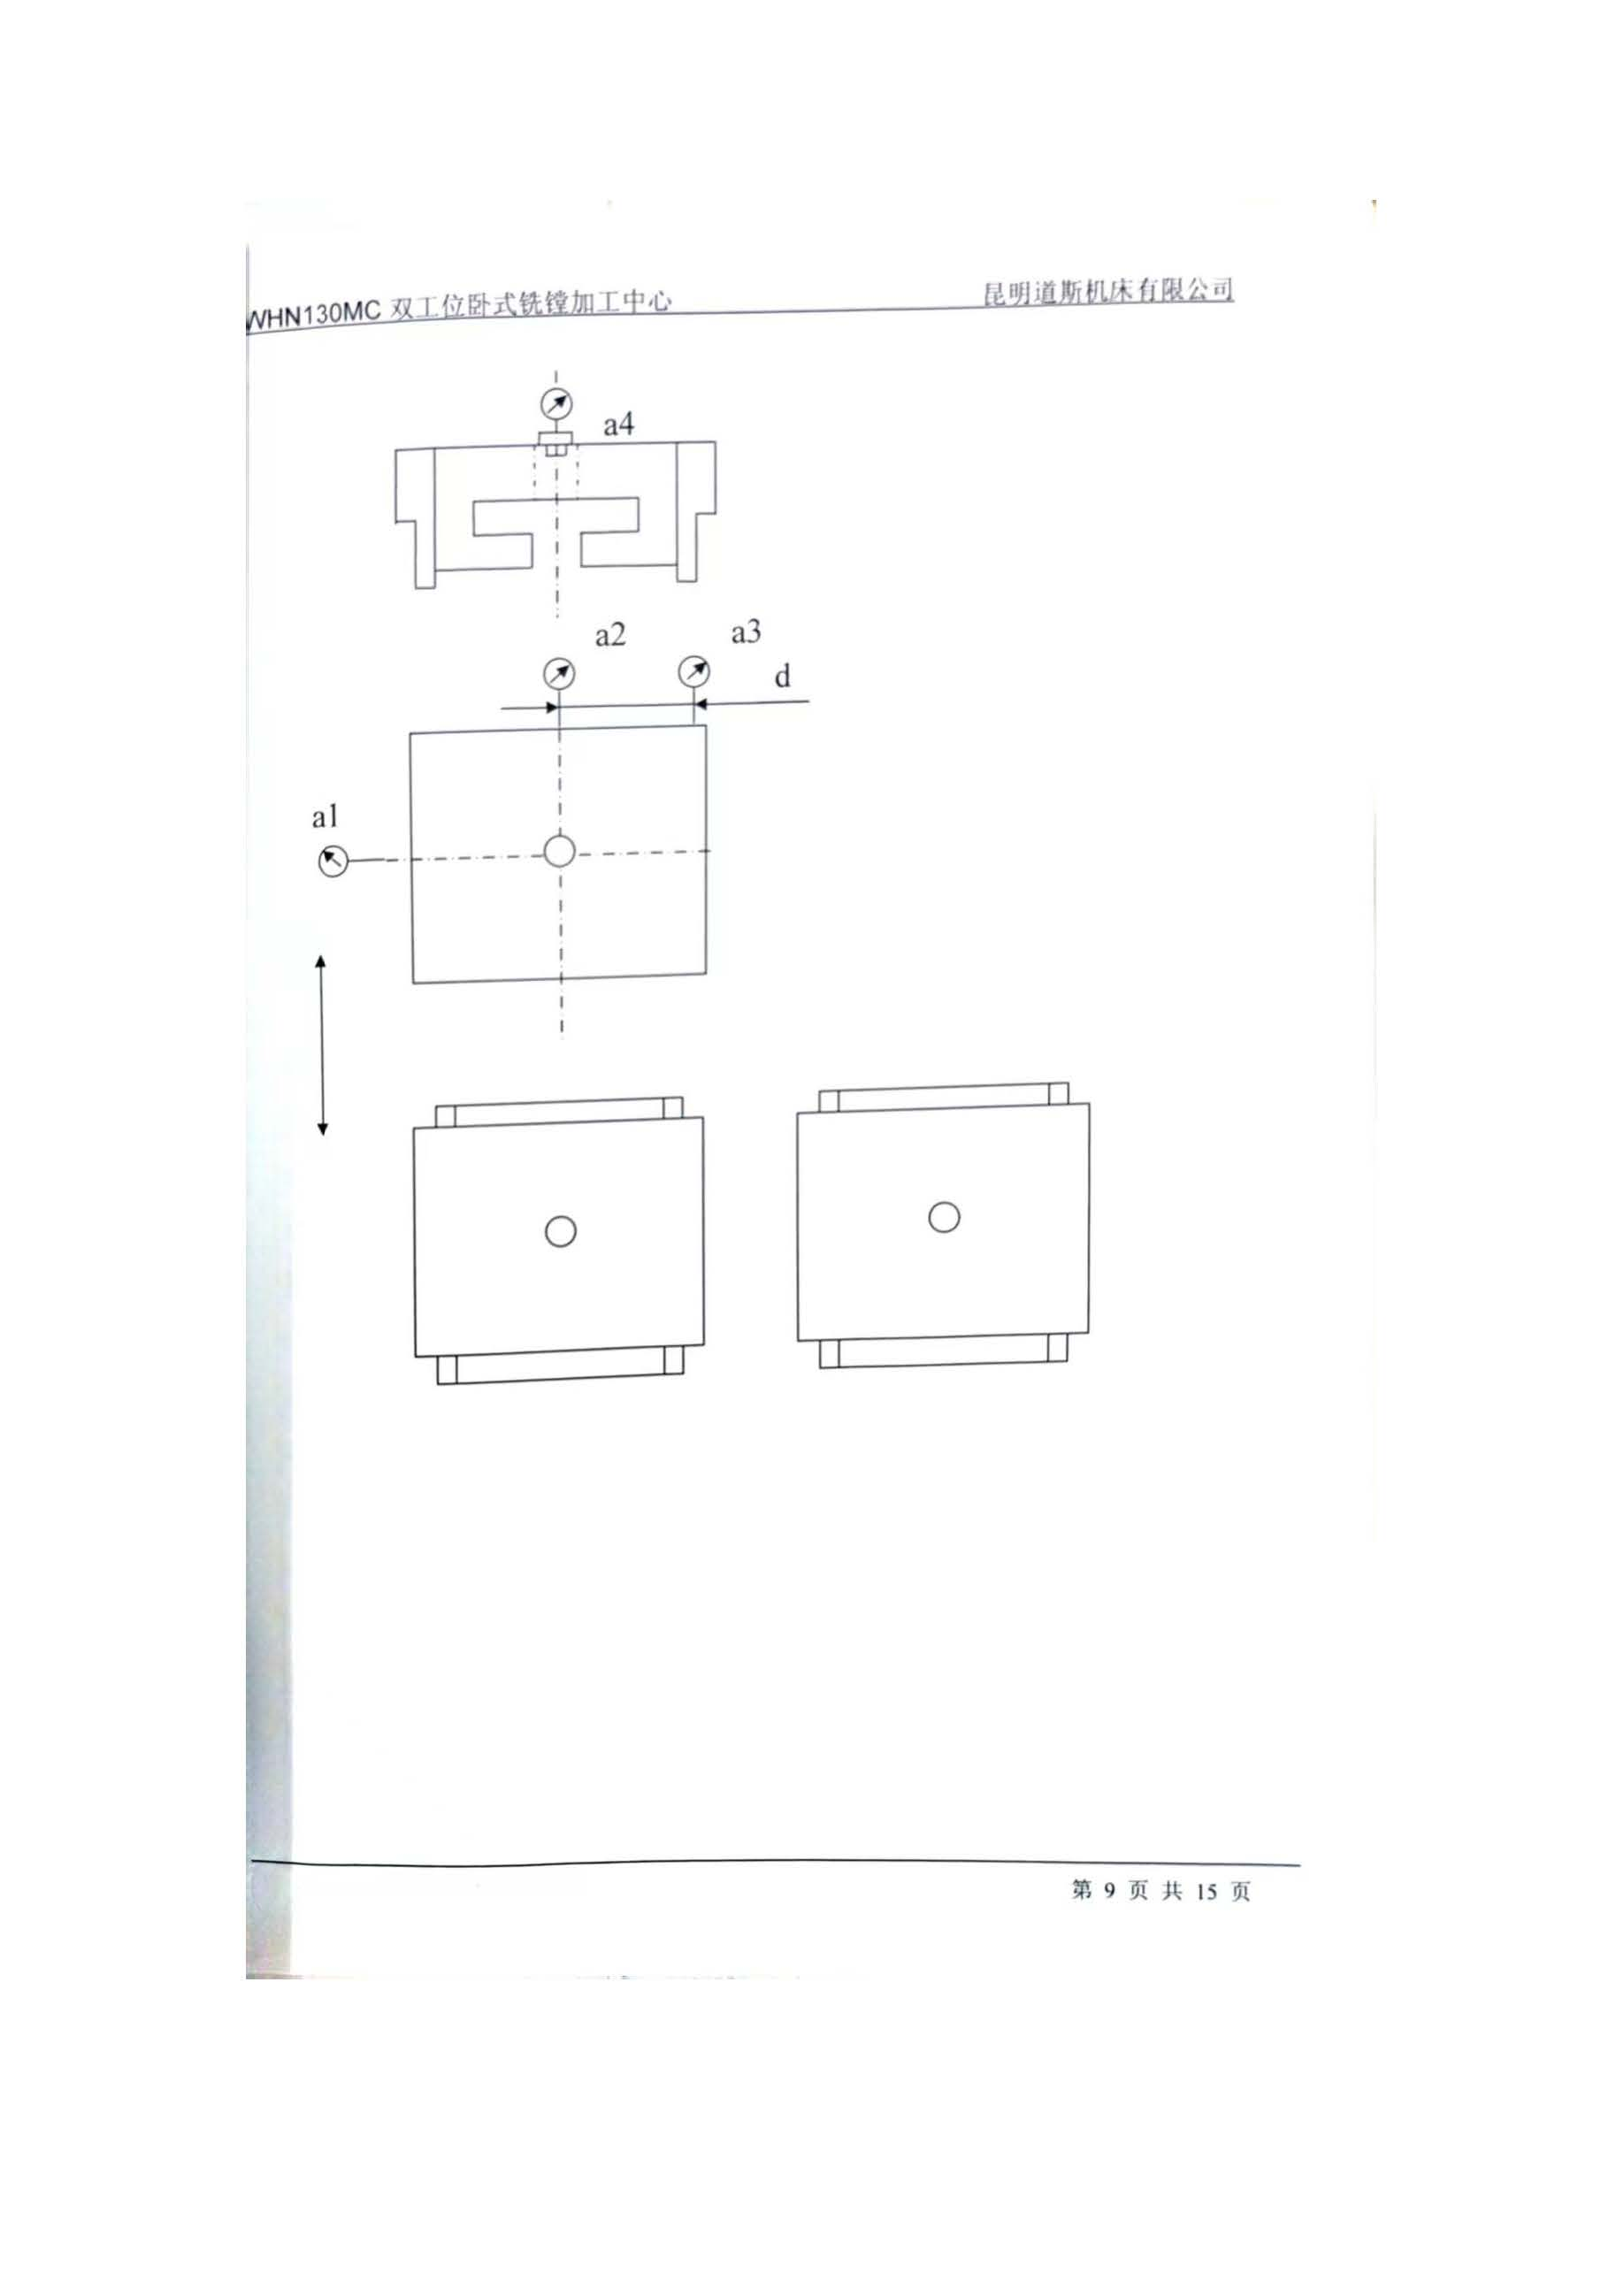 WHN130MC 双工位卧式铣镗加工中心 昆明道斯机床有限公司
a4
a2 a3
d
a1
第 9 页 共 15 页